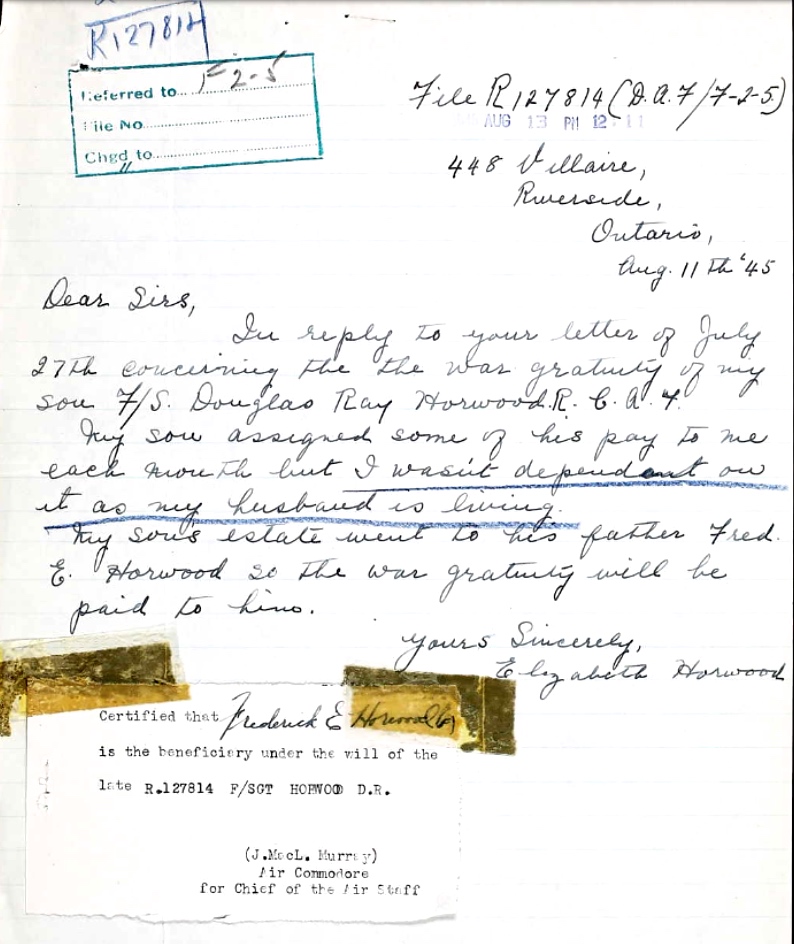 R127814
Referred to F 2-5
File No.
Chgd to
"
File R127814 (D.A.F/7-2-5)
AUG 13 PM 12
448 Villaire,
Riverside,
Ontario,
Aug. 11th '45
Dear Sirs,
In reply to your letter of July
27th concerning the the war gratuity of my
son F/S. Douglas Ray Horwood. R. C. A. F.
My son assigned some of his pay to me
each month but I wasn't dependent on
it as my husband is living.
My son's estate went to his father Fred.
E. Horwood so the war gratuity will be
paid to him.
Yours Sincerely,
Elizabeth Horwood
Certified that Frederick E Horwood
is the beneficiary under the will of the
late R.127814 F/SGT HORWOOD D.R.
(J.MacL. Murray)
Air Commodore
for Chief of the Air Staff